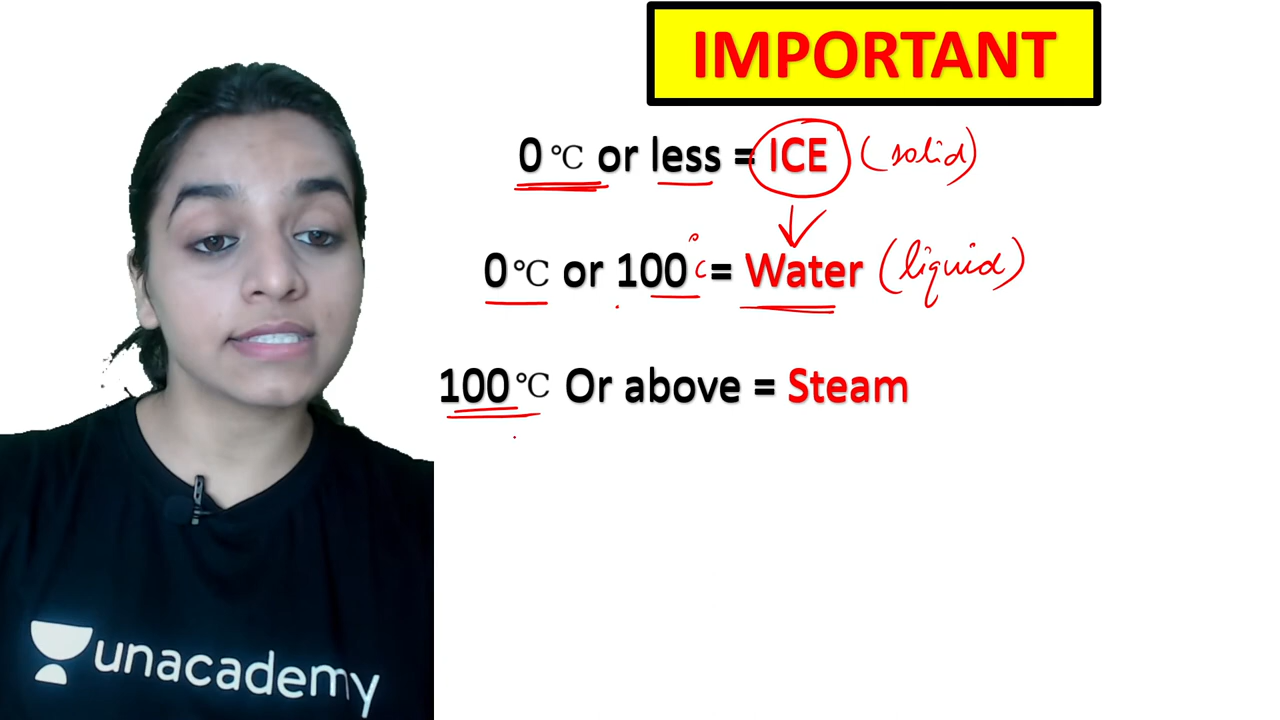 IMPORTANT
0 °C or less = ICE (solid)
0 °C or 100°C = Water (liquid)
100 °C Or above = Steam
unacademy